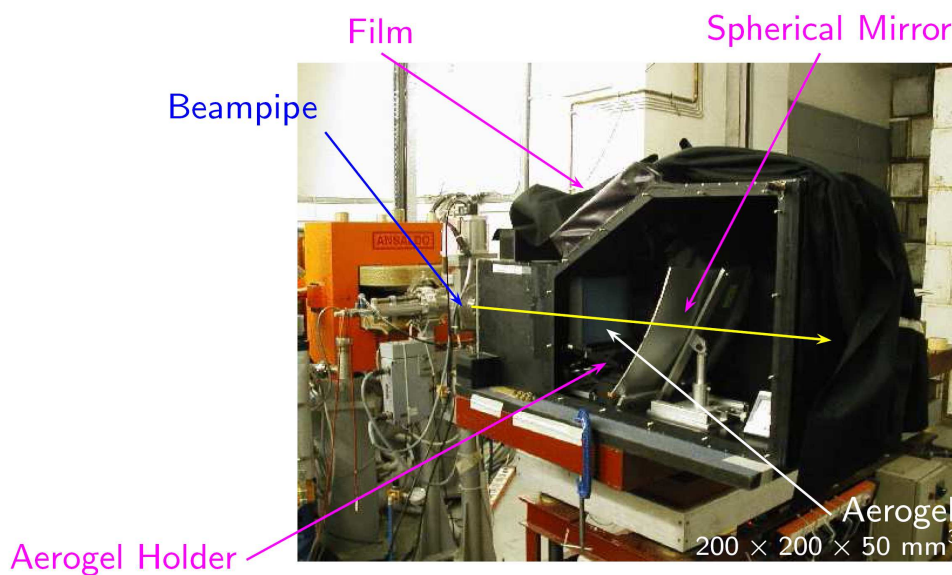 Film
Spherical Mirror
Beampipe
ANSALDO
Aerogel
200 × 200 × 50 mm
Aerogel Holder